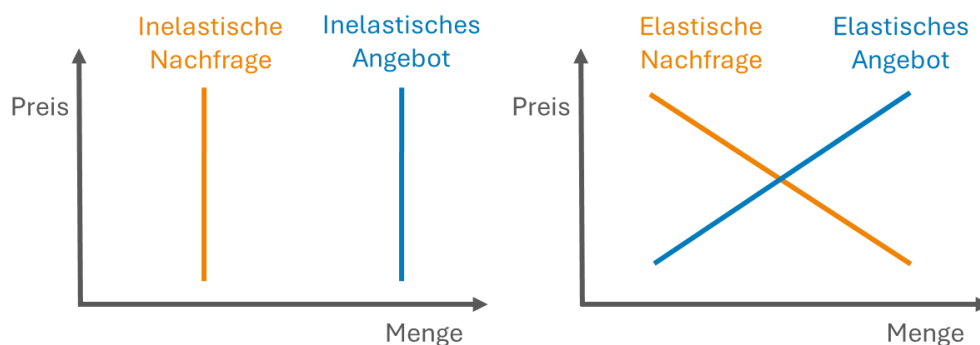 Inelastische
Nachfrage
Inelastisches
Angebot
Preis
Menge
Elastische
Nachfrage
Elastisches
Angebot
Preis
Menge